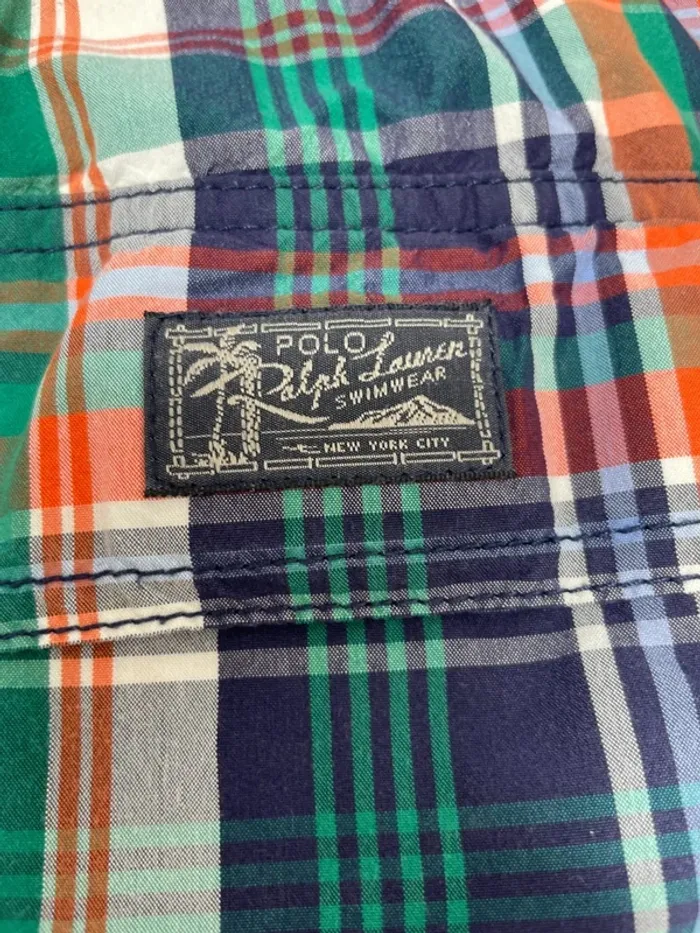 POLO
Ralph Lauren
SWIMWEAR
NEW YORK CITY